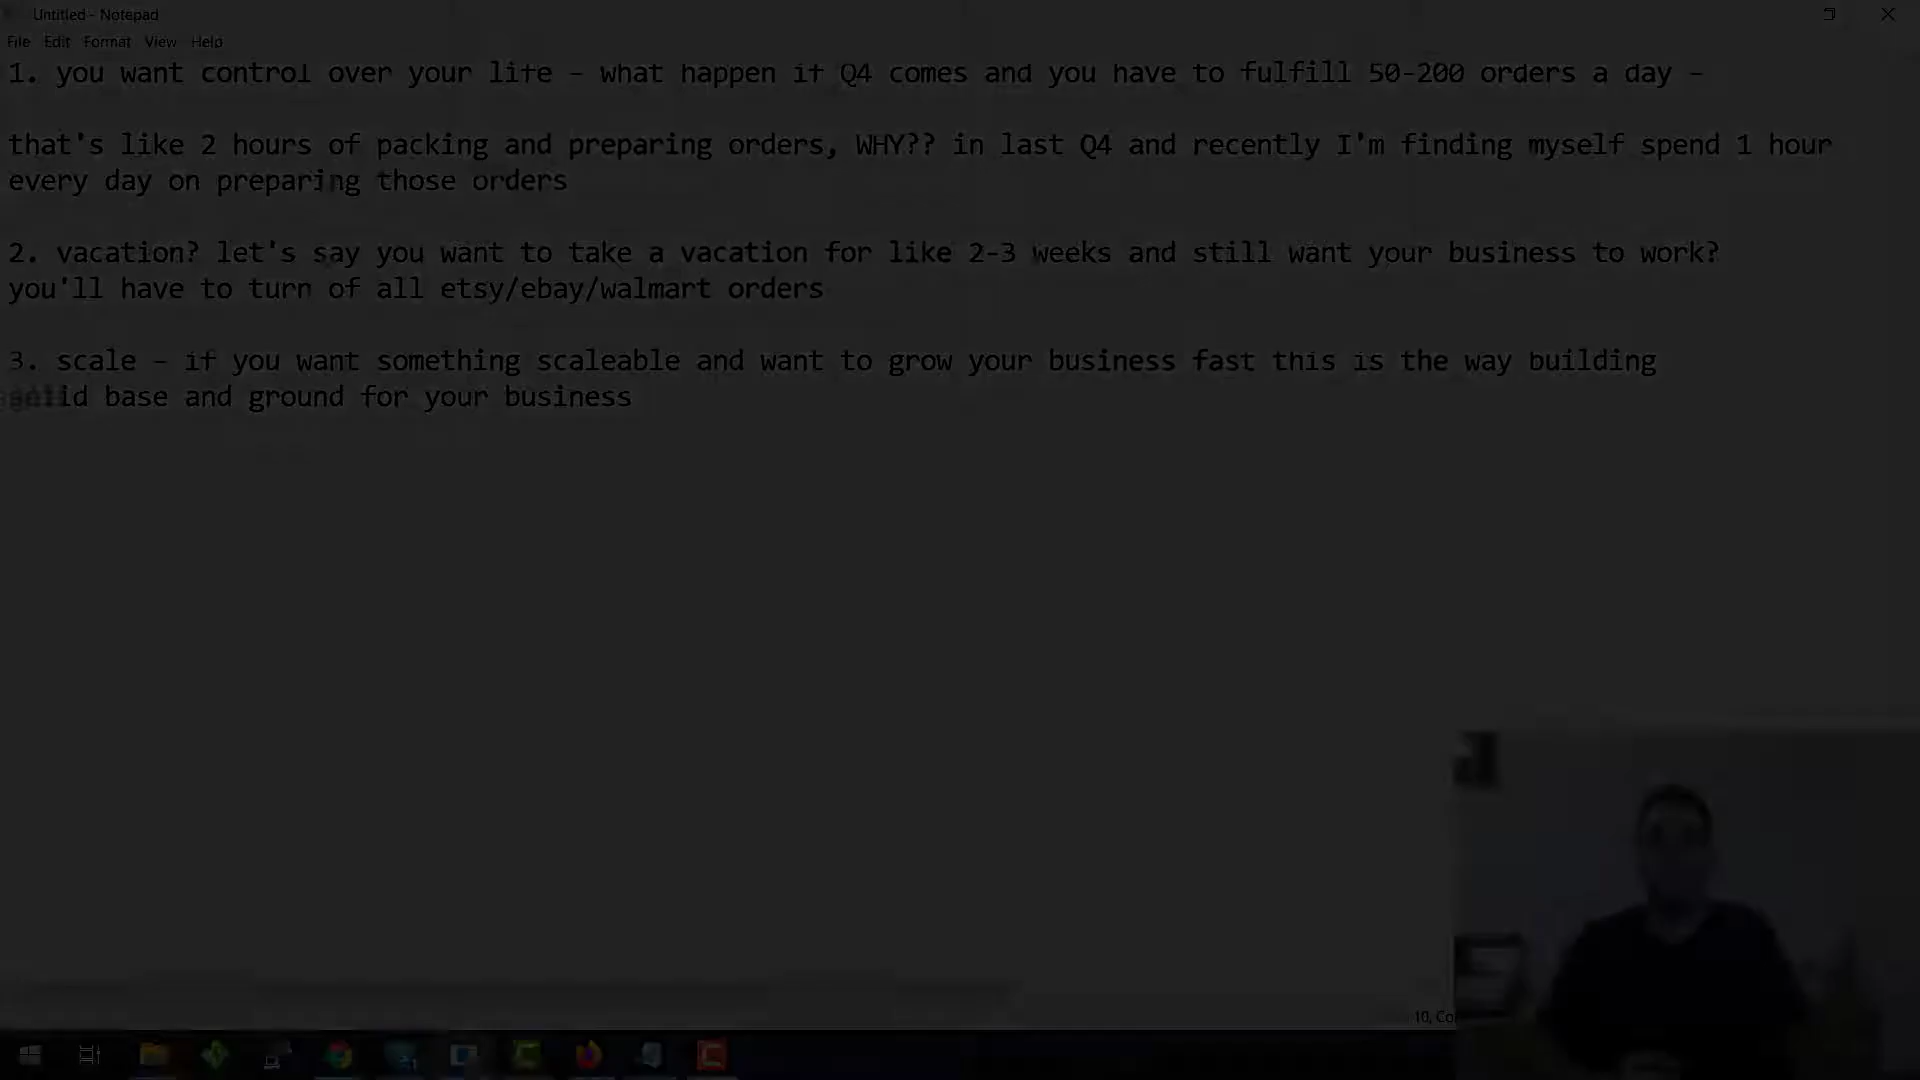 Untitled - Notepad
File Edit Format View Help
1. you want control over your life - what happen if Q4 comes and you have to fulfill 50-200 orders a day -
that's like 2 hours of packing and preparing orders, WHY?? in last Q4 and recently I'm finding myself spend 1 hour
every day on preparing those orders
2. vacation? let's say you want to take a vacation for like 2-3 weeks and still want your business to work?
you'll have to turn of all etsy/ebay/walmart orders
3. scale - if you want something scaleable and want to grow your business fast this is the way building
solid base and ground for your business
10, Co